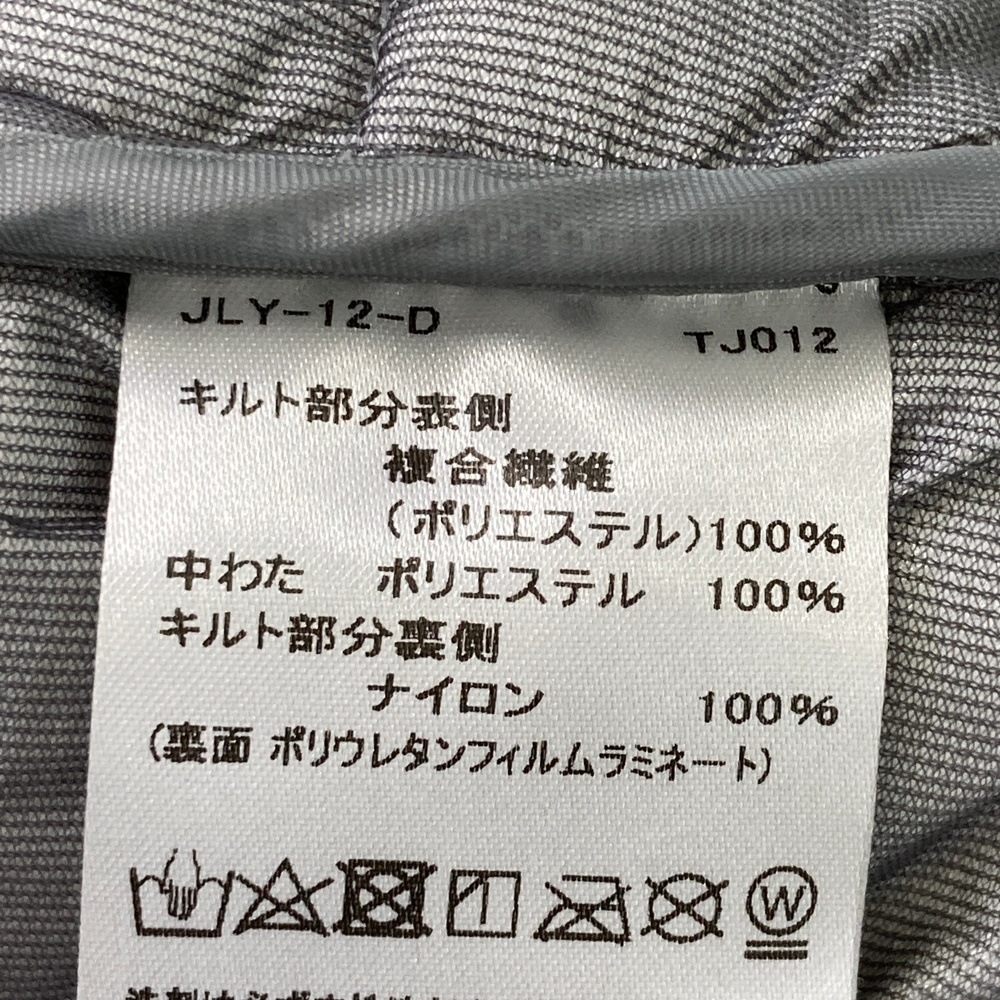 JLY-12-D
TJ012
キルト部分表側
複合繊維
(ポリエステル)100%
中わた ポリエステル 100%
キルト部分裏側
ナイロン 100%
(裏面 ポリウレタンフィルムラミネート)
W